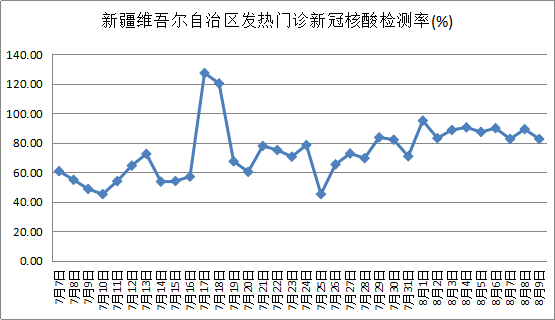 新疆维吾尔自治区发热门诊新冠核酸检测率(%)
140.00
120.00
100.00
80.00
60.00
40.00
20.00
0.00
7月7日
7月8日
7月9日
7月10日
7月11日
7月12日
7月13日
7月14日
7月15日
7月16日
7月17日
7月18日
7月19日
7月20日
7月21日
7月22日
7月23日
7月24日
7月25日
7月26日
7月27日
7月28日
7月29日
7月30日
7月31日
8月1日
8月2日
8月3日
8月4日
8月5日
8月6日
8月7日
8月8日
8月9日